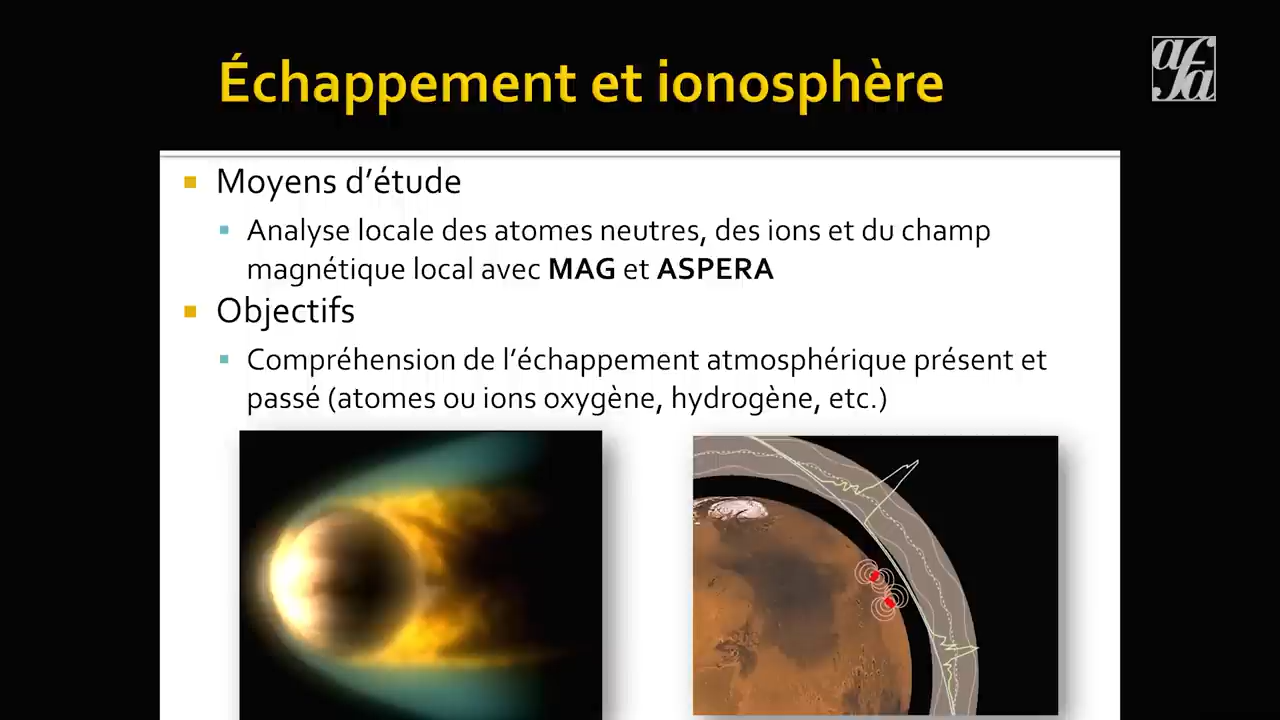 Échappement et ionosphère
afa
Moyens d’étude
Analyse locale des atomes neutres, des ions et du champ
magnétique local avec MAG et ASPERA
Objectifs
Compréhension de l’échappement atmosphérique présent et
passé (atomes ou ions oxygène, hydrogène, etc.)